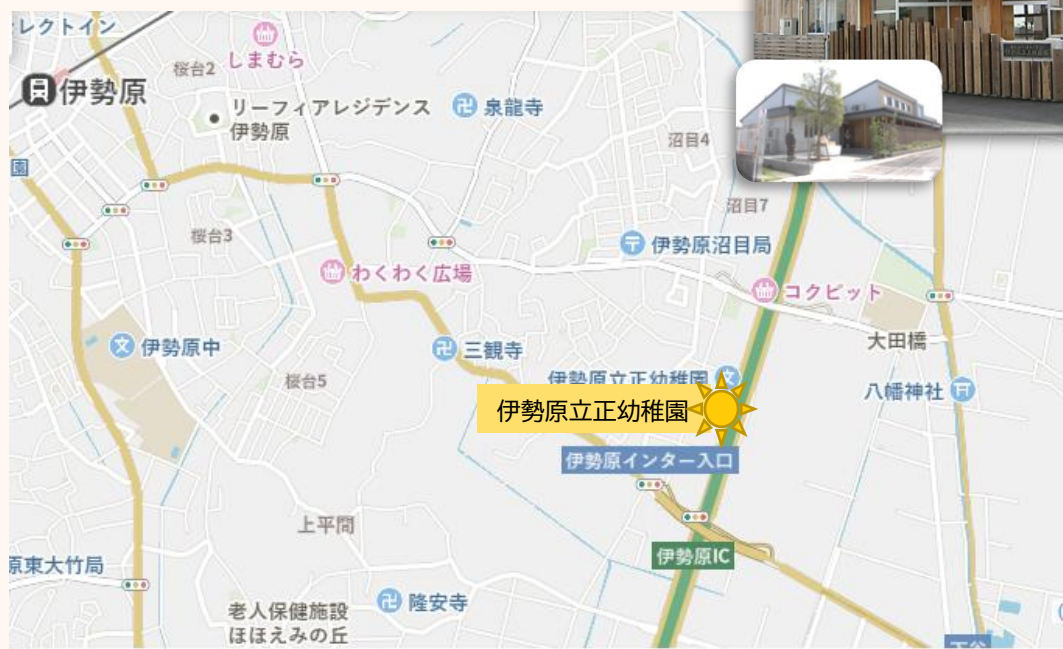 レクトイン
しまむら
桜台2
伊勢原
リーフィアレジデンス
伊勢原
泉龍寺
沼目4
園
沼目7
桜台3
伊勢原沼目局
わくわく広場
コクピット
大田橋
伊勢原中
三観寺
桜台5
伊勢原立正幼稚園
八幡神社
伊勢原立正幼稚園
伊勢原インター入口
上平間
伊勢原IC
原東大竹局
隆安寺
老人保健施設
ほほえみの丘